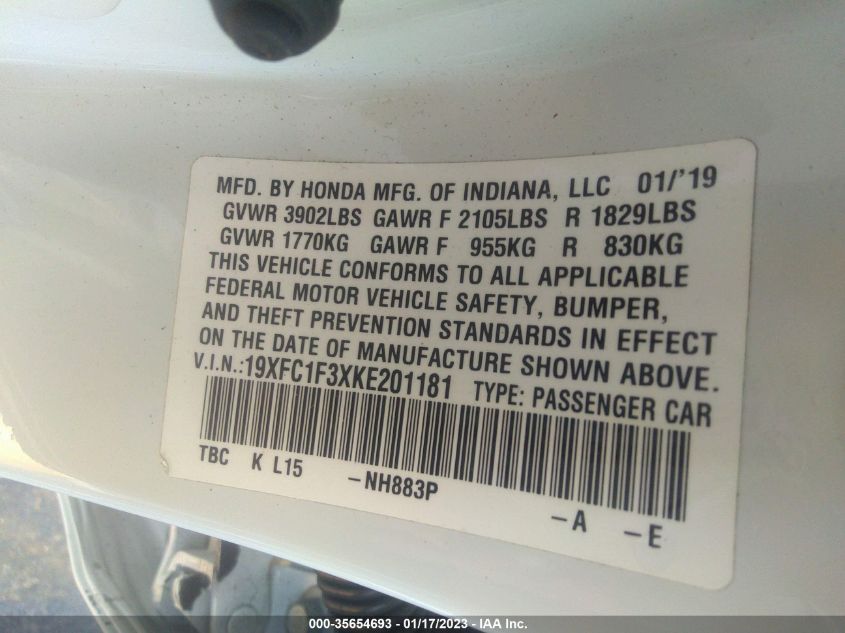 MFD. BY HONDA MFG. OF INDIANA, LLC 01/'19
GVWR 3902LBS GAWR F 2105LBS R 1829LBS
GVWR 1770KG GAWR F 955KG R 830KG
THIS VEHICLE CONFORMS TO ALL APPLICABLE
FEDERAL MOTOR VEHICLE SAFETY, BUMPER,
AND THEFT PREVENTION STANDARDS IN EFFECT
ON THE DATE OF MANUFACTURE SHOWN ABOVE.
V.I.N.:19XFC1F3XKE201181 TYPE: PASSENGER CAR
TBC K L15 -NH883P -A -E
000-35654693 - 01/17/2023 - IAA Inc.